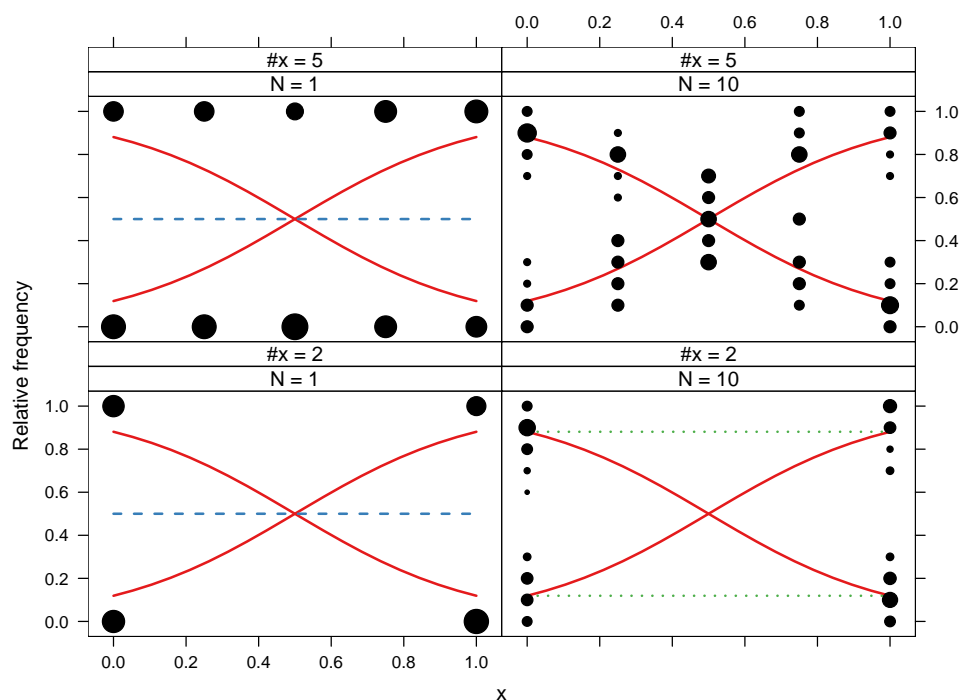 0.0 0.2 0.4 0.6 0.8 1.0
#x = 5
#x = 5
N = 1
N = 10
1.0
0.8
0.6
0.4
0.2
0.0
#x = 2
#x = 2
N = 1
N = 10
1.0
0.8
0.6
0.4
0.2
0.0
Relative frequency
0.0 0.2 0.4 0.6 0.8 1.0
x